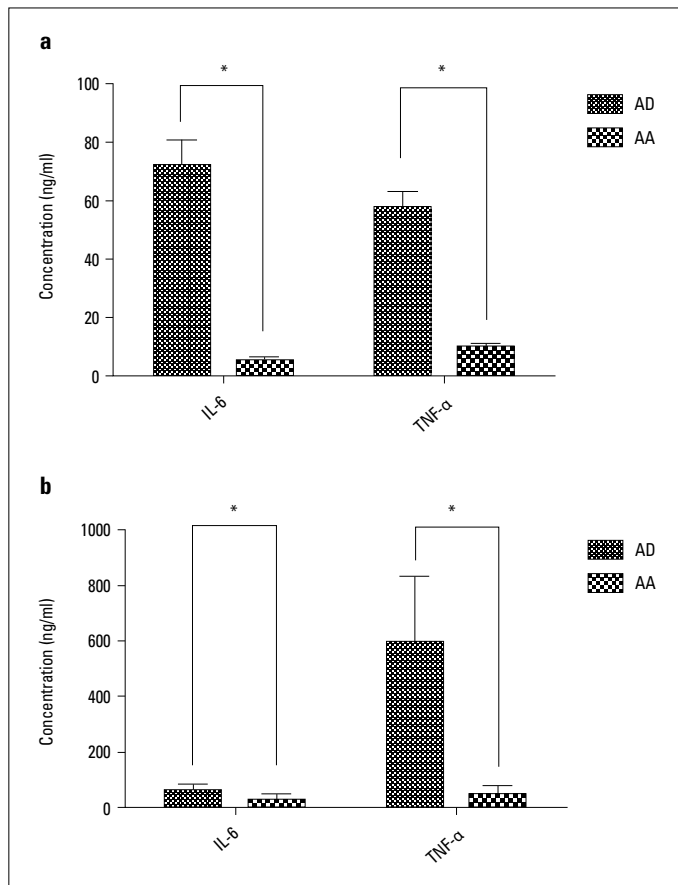 a
* *
100
80
60
40
20
0
Concentration (ng/ml)
IL-6
TNF-α
AD
AA
b
* *
1000
800
600
400
200
0
Concentration (ng/ml)
IL-6
TNF-α
AD
AA